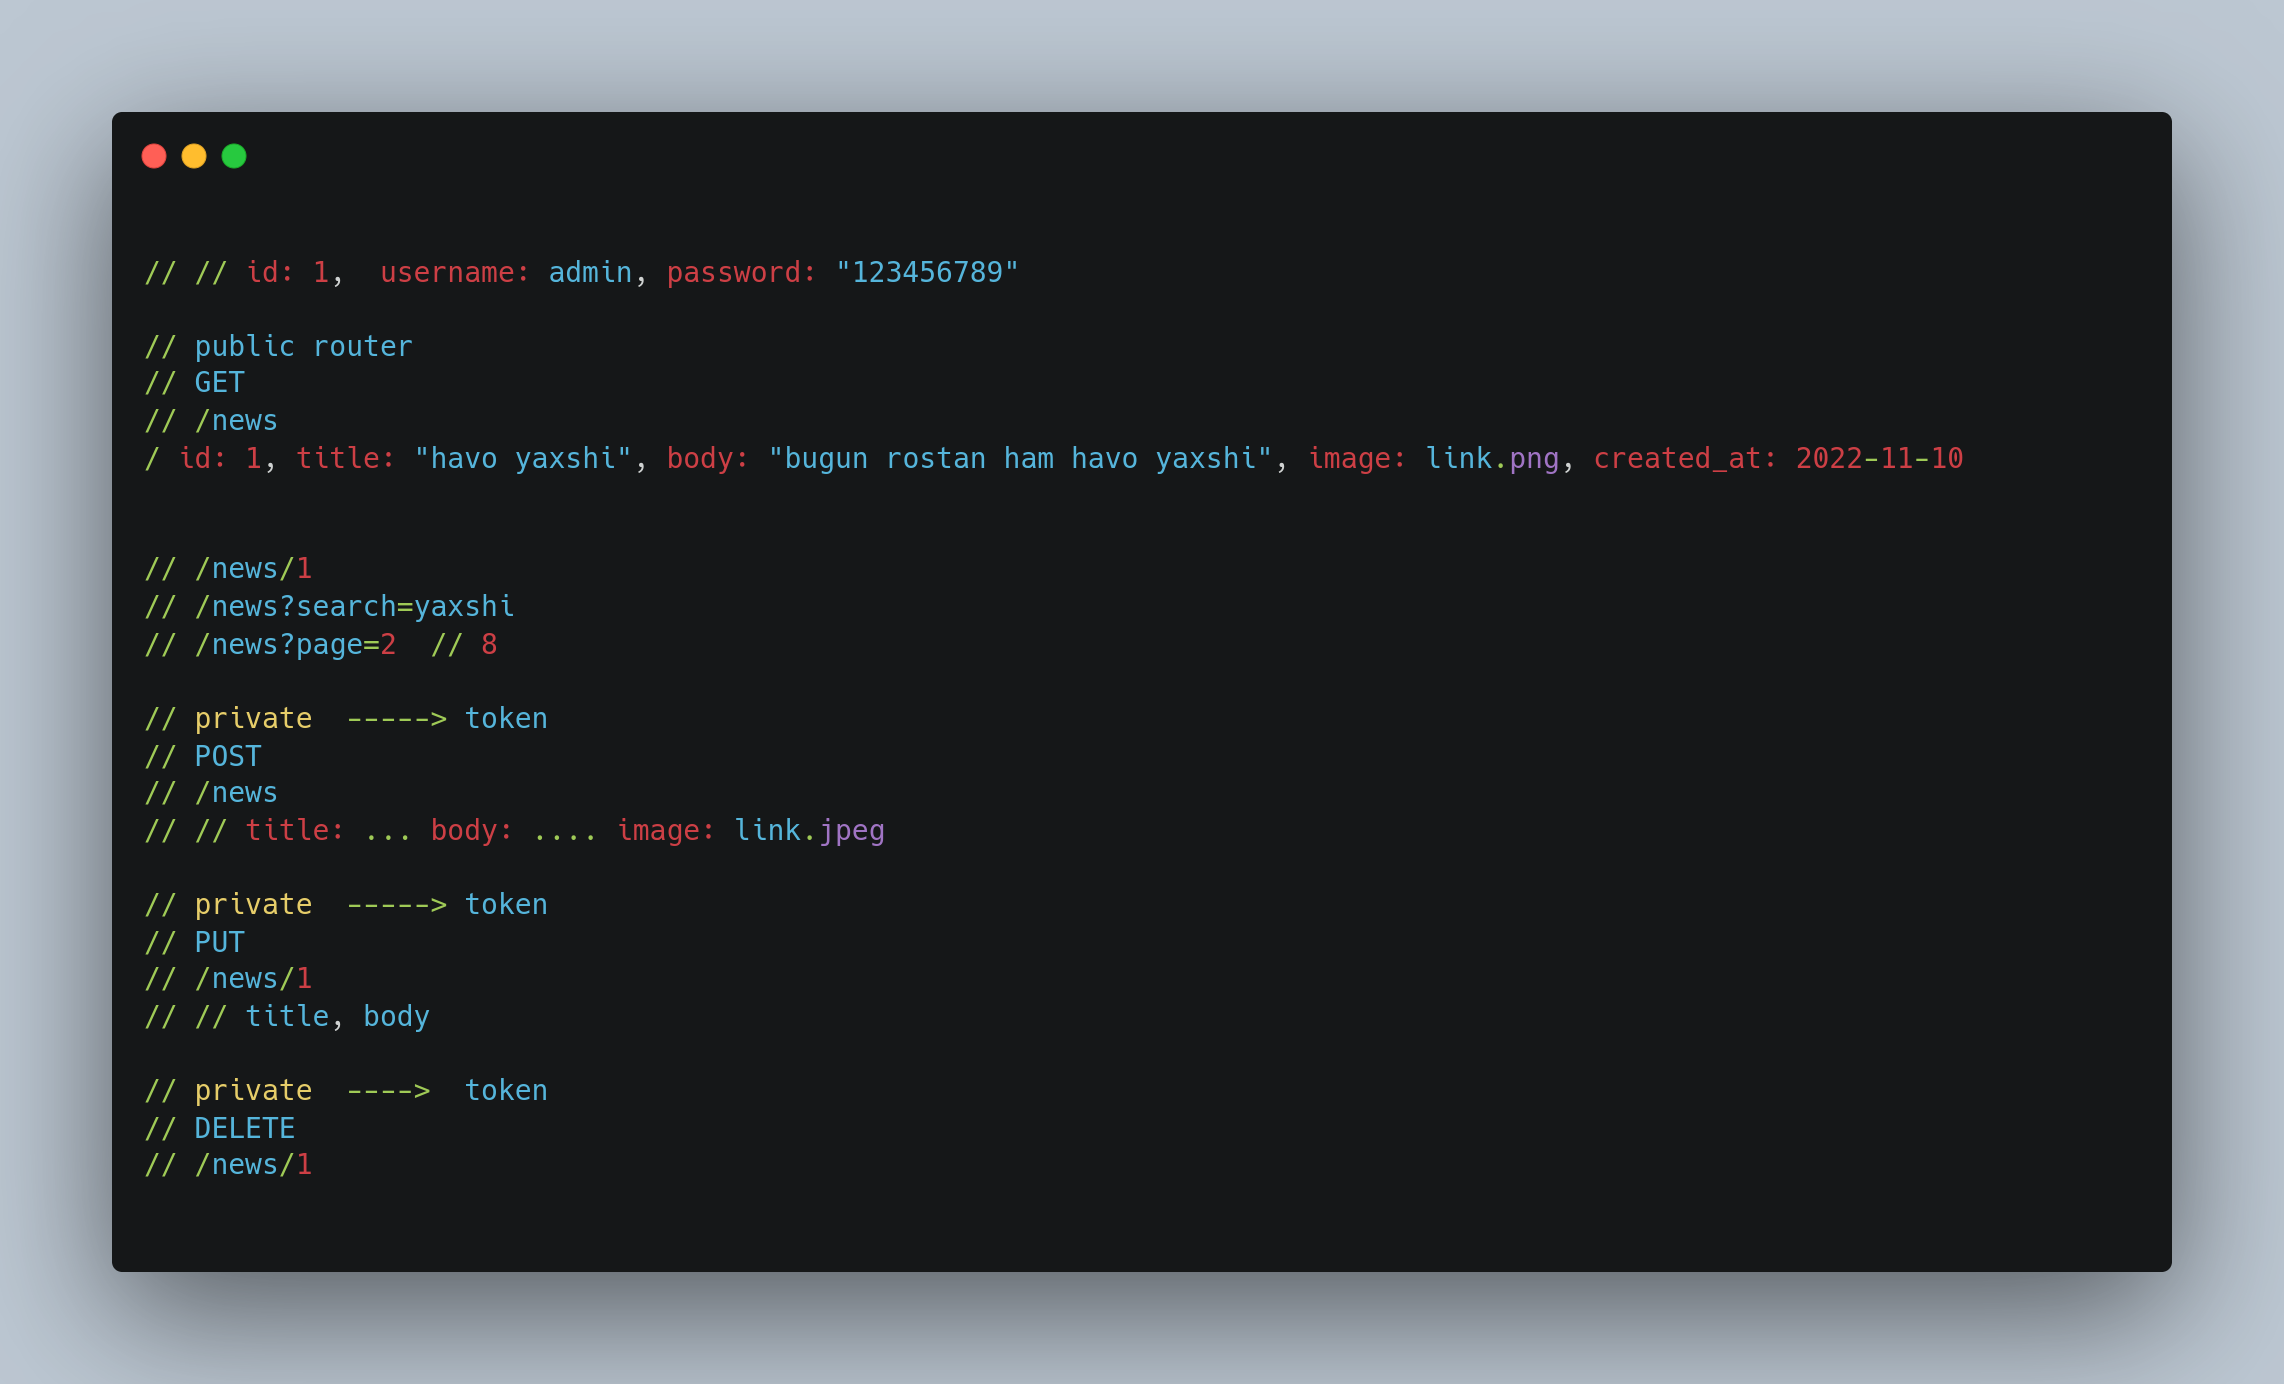 // // id: 1,  username: admin, password: "123456789"
// public router
// GET
// /news
/ id: 1, title: "havo yaxshi", body: "bugun rostan ham havo yaxshi", image: link.png, created_at: 2022-11-10
// /news/1
// /news?search=yaxshi
// /news?page=2  // 8
// private  -----> token
// POST
// /news
// // title: ... body: .... image: link.jpeg
// private  -----> token
// PUT
// /news/1
// // title, body
// private  ---->  token
// DELETE
// /news/1